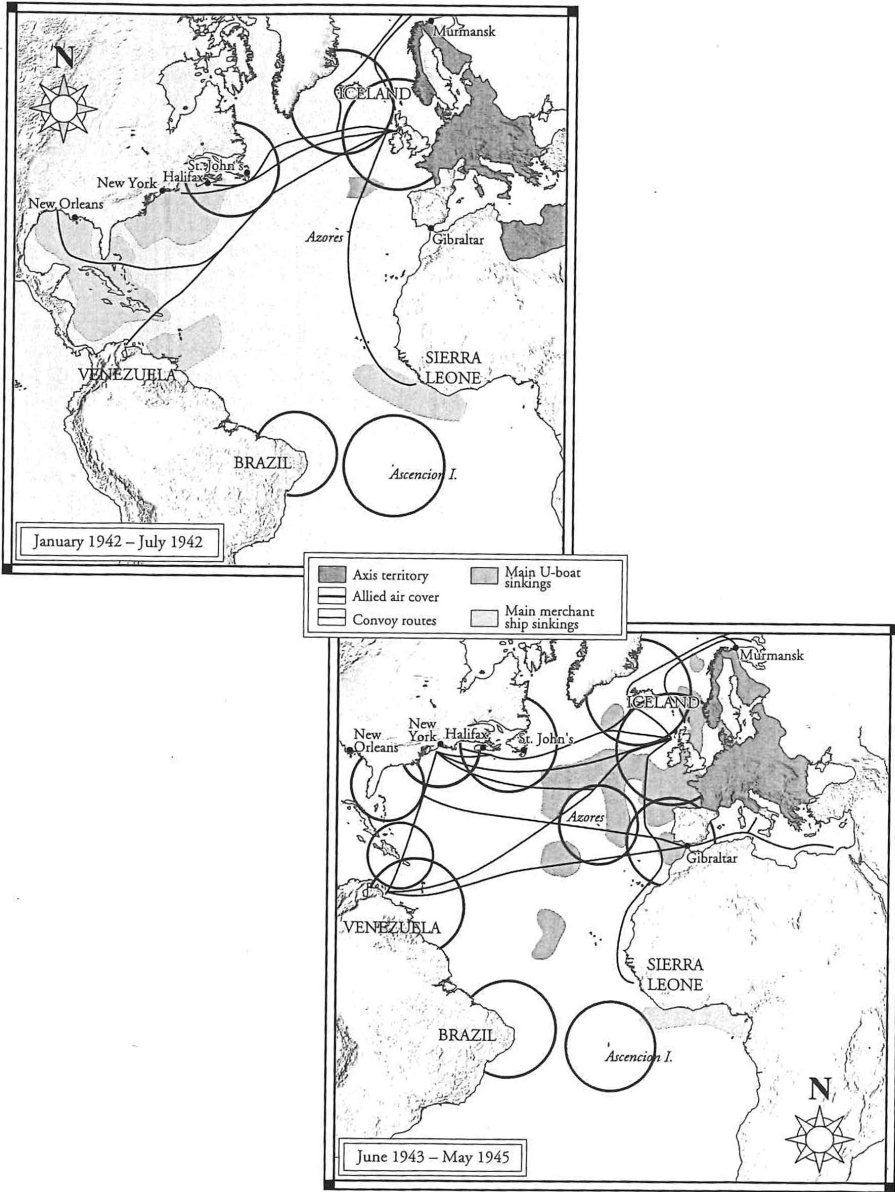 Murmansk
N
ICELAND
St. John's
Halifax
New York
New Orleans
Azores
Gibraltar
SIERRA
LEONE
VENEZUELA
BRAZIL
Ascencion I.
January 1942 – July 1942
Axis territory
Allied air cover
Convoy routes
Main U-boat
sinkings
Main merchant
ship sinkings
Murmansk
ICELAND
New
York
Halifax
St. John's
New
Orleans
Azores
Gibraltar
VENEZUELA
SIERRA
LEONE
BRAZIL
Ascencion I.
N
June 1943 – May 1945